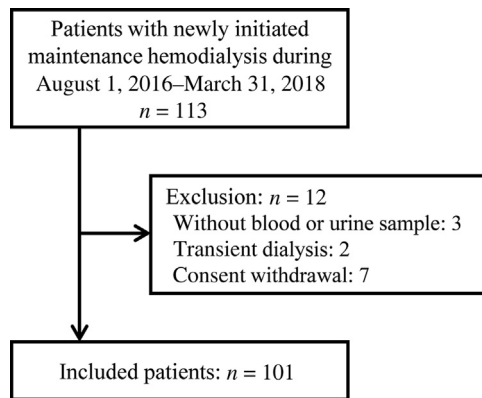 Patients with newly initiated
maintenance hemodialysis during
August 1, 2016–March 31, 2018
n = 113
Exclusion: n = 12
Without blood or urine sample: 3
Transient dialysis: 2
Consent withdrawal: 7
Included patients: n = 101